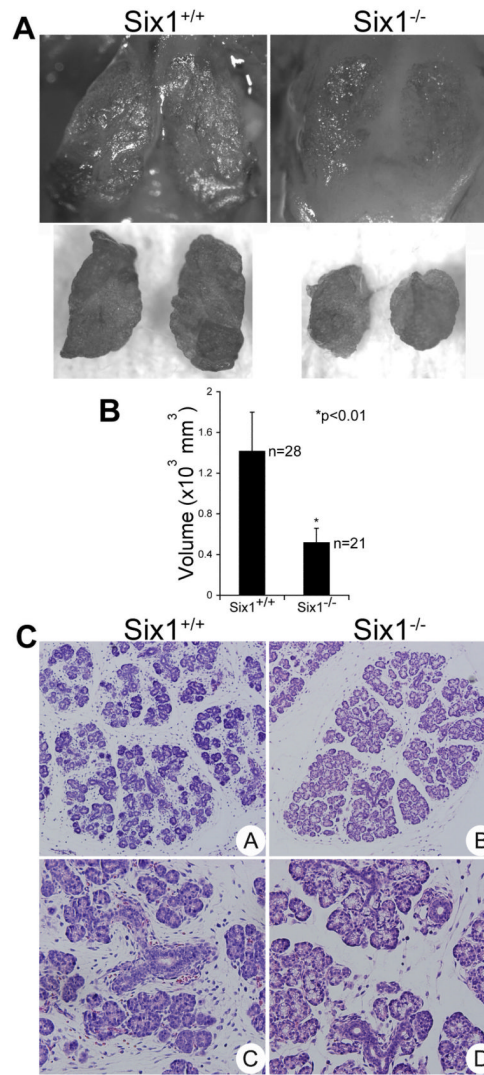 A
Six1+/+ Six1-/-
B
Volume (x10^3 mm^3)
2
1.6
1.2
0.8
0.4
0
*p<0.01
n=28
*
n=21
Six1+/+ Six1-/-
C
Six1+/+ Six1-/-
A B
C D